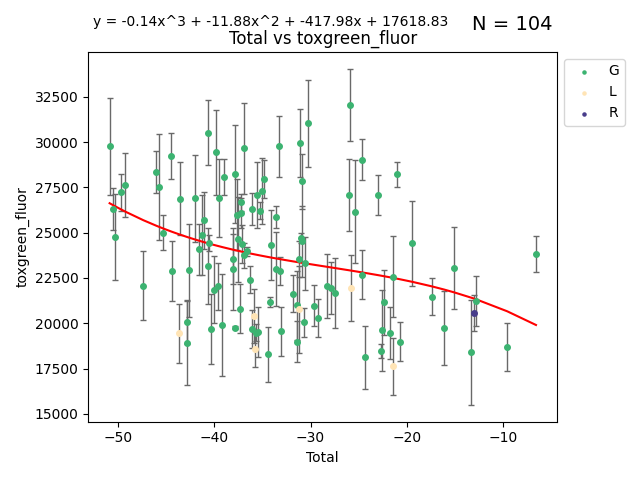 y = -0.14x^3 + -11.88x^2 + -417.98x + 17618.83
N = 104
Total vs toxgreen_fluor
G
L
R
toxgreen_fluor
32500
30000
27500
25000
22500
20000
17500
15000
−50
−40
−30
−20
−10
Total